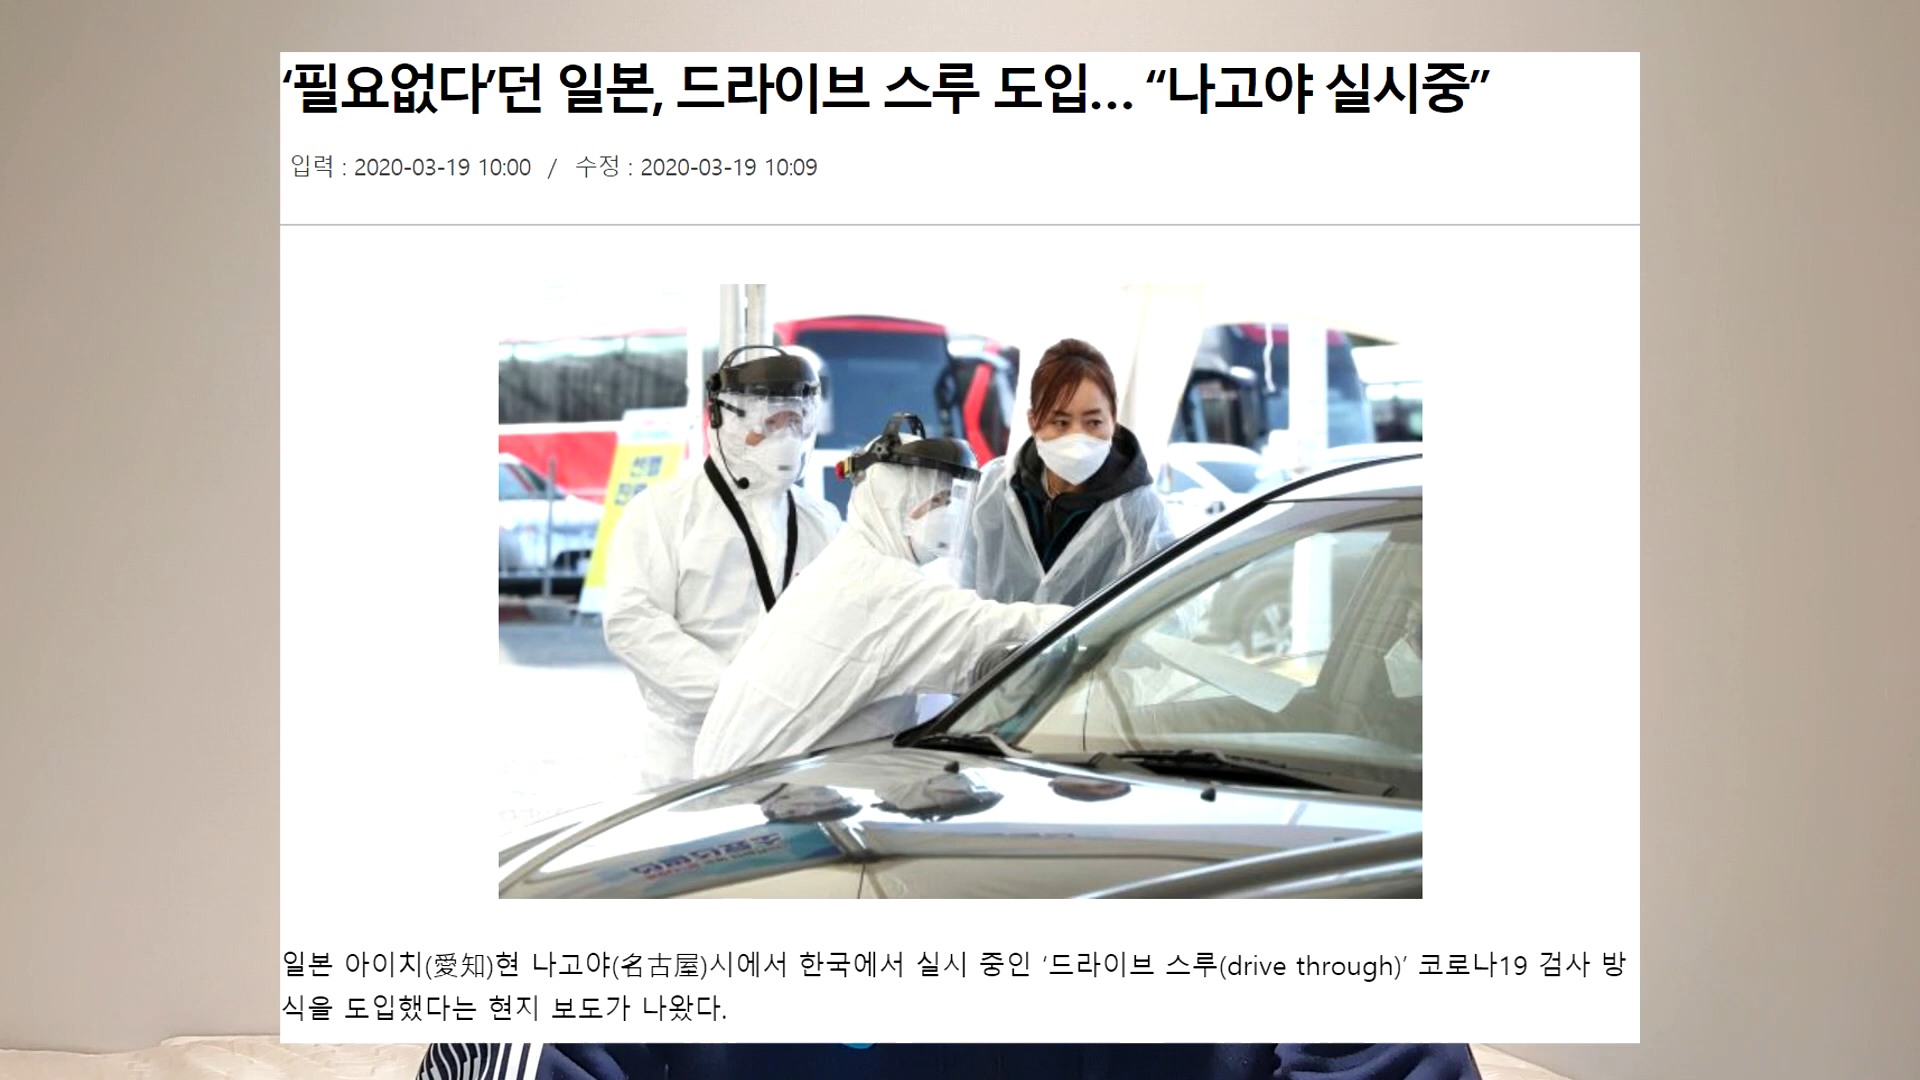 ‘필요없다’던 일본, 드라이브 스루 도입… “나고야 실시중”
입력 : 2020-03-19 10:00 / 수정 : 2020-03-19 10:09
선별
일본 아이치(愛知)현 나고야(名古屋)시에서 한국에서 실시 중인 ‘드라이브 스루(drive through)’ 코로나19 검사 방
식을 도입했다는 현지 보도가 나왔다.